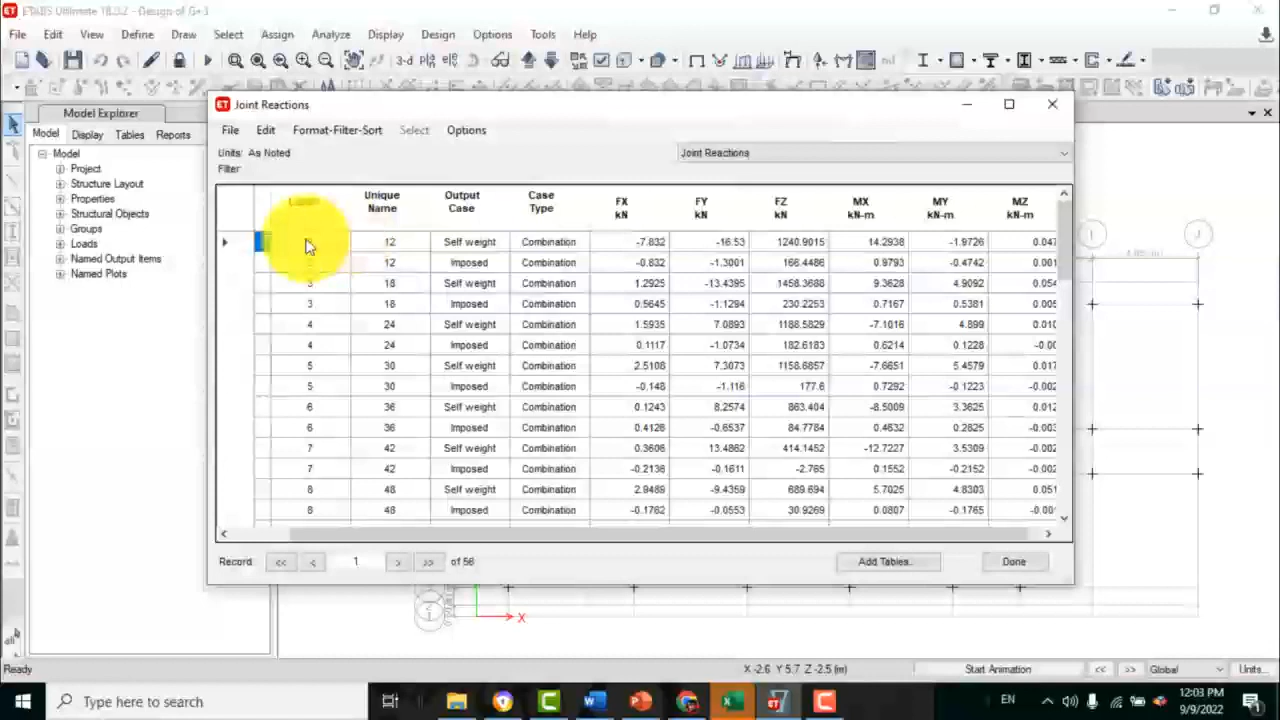 ETABS Ultimate 18.0.2 - Design of G+3
File Edit View Define Draw Select Assign Analyze Display Design Options Tools Help
3-d
Model Explorer
Model Display Tables Reports
Model
Project
Structure Layout
Properties
Structural Objects
Groups
Loads
Named Output Items
Named Plots
Joint Reactions
File Edit Format-Filter-Sort Select Options
Units: As Noted Joint Reactions
Filter:
Unique Name Output Case Case Type FX kN FY kN FZ kN MX kN-m MY kN-m MZ kN-m
12 Self weight Combination -7.832 -16.53 1240.9015 14.2938 -1.9726 0.047
12 Imposed Combination -0.832 -1.3001 166.4486 0.9793 -0.4742 0.001
3 18 Self weight Combination 1.2925 -13.4395 1458.3688 9.3628 4.9092 0.054
3 18 Imposed Combination 0.5645 -1.1294 230.2253 0.7167 0.5381 0.005
4 24 Self weight Combination 1.5935 7.0893 1188.5829 -7.1016 4.899 0.010
4 24 Imposed Combination 0.1117 -1.0734 182.6183 0.6214 0.1228 -0.00
5 30 Self weight Combination 2.5108 7.3073 1158.6857 -7.6651 5.4579 0.017
5 30 Imposed Combination -0.148 -1.116 177.6 0.7292 -0.1223 -0.002
6 36 Self weight Combination 0.1243 8.2574 863.404 -8.5009 3.3625 0.012
6 36 Imposed Combination 0.4126 -0.6537 84.7784 0.4632 0.2825 -0.003
7 42 Self weight Combination 0.3606 13.4862 414.1452 -12.7227 3.5309 -0.002
7 42 Imposed Combination -0.2136 -0.1611 -2.765 0.1552 -0.2152 -0.002
8 48 Self weight Combination 2.9489 -9.4359 689.694 5.7025 4.8303 0.051
8 48 Imposed Combination -0.1762 -0.0553 30.9269 0.0807 -0.1765 -0.001
Record: << < 1 > >> of 56 Add Tables... Done
I J
X
Ready X -2.6 Y 5.7 Z -2.5 (m) Start Animation << >> Global Units...
Type here to search EN 12:03 PM
9/9/2022